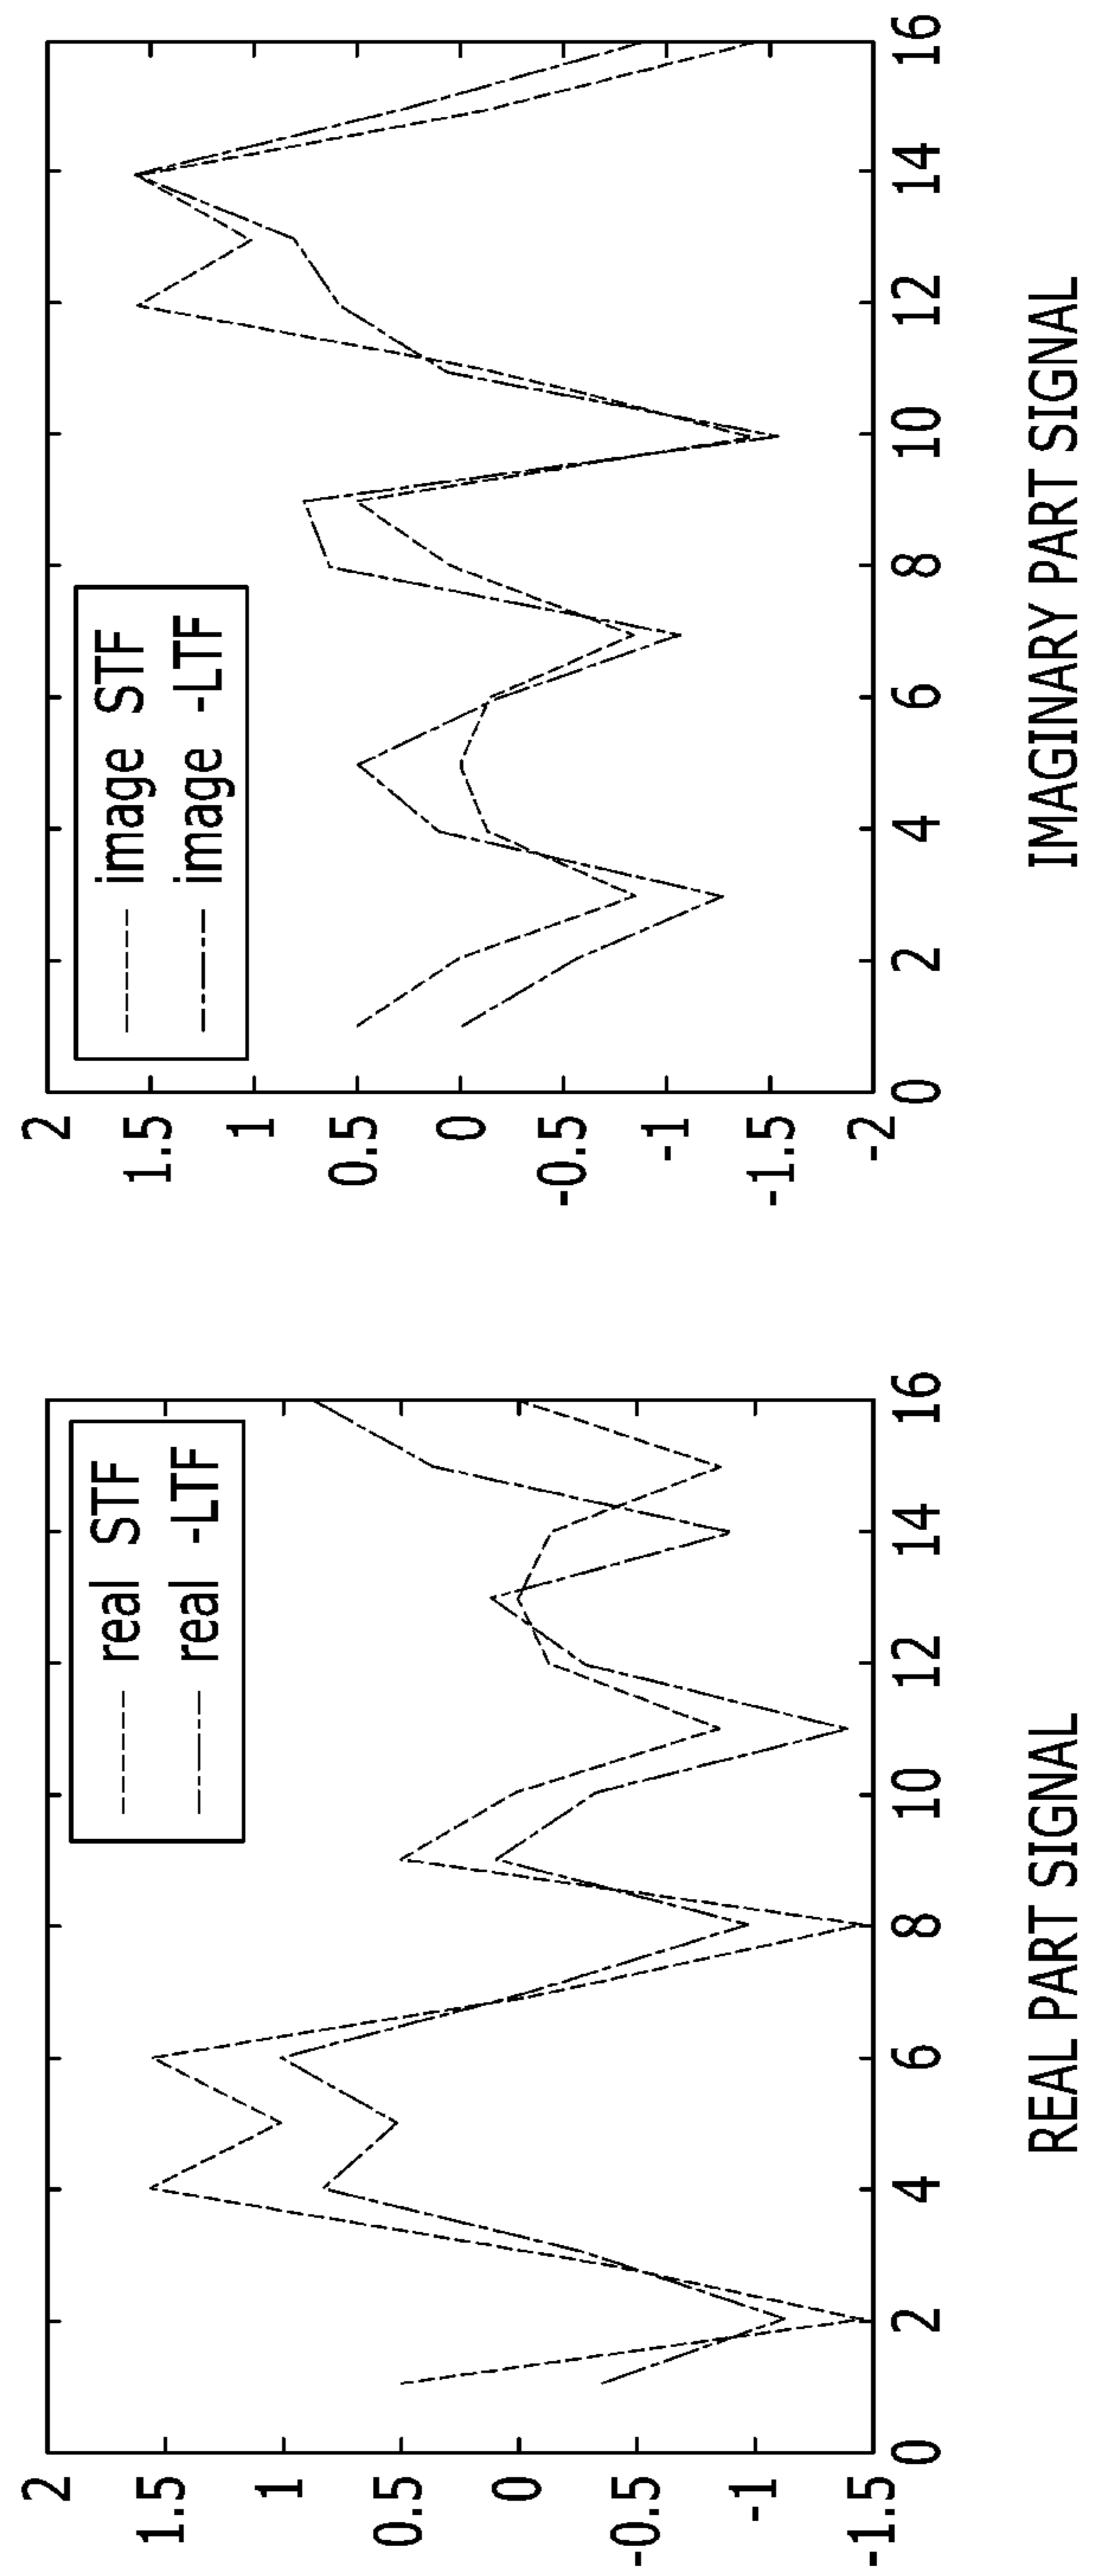 2
1.5
1
0.5
0
-0.5
-1
-1.5
0 2 4 6 8 10 12 14 16
real STF
real -LTF
REAL PART SIGNAL
2
1.5
1
0.5
0
-0.5
-1
-1.5
-2
0 2 4 6 8 10 12 14 16
image STF
image -LTF
IMAGINARY PART SIGNAL